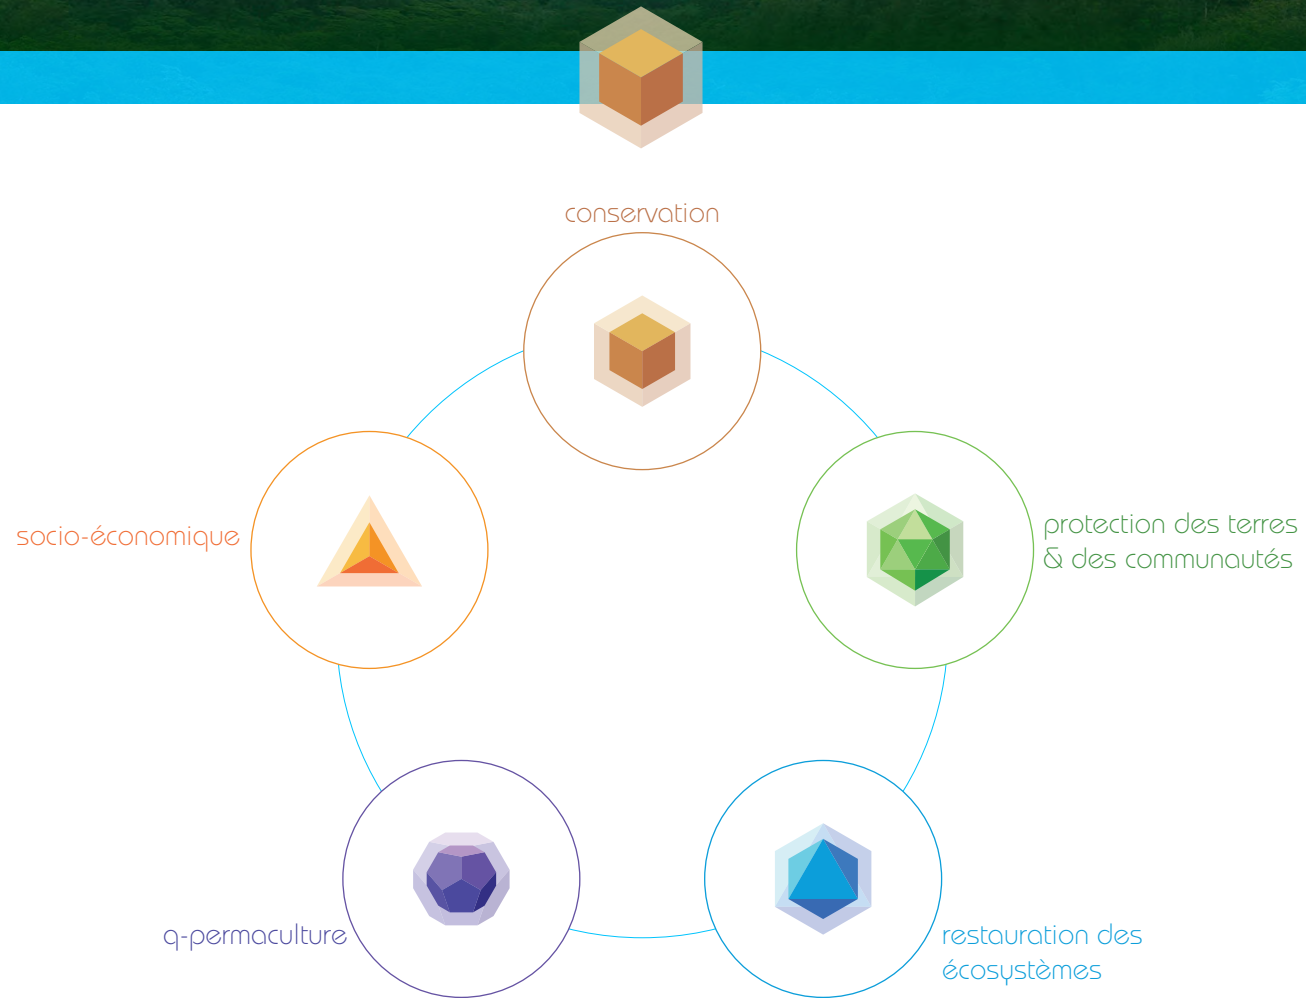 conservation
socio-économique
protection des terres
& des communautés
q-permaculture
restauration des
écosystèmes